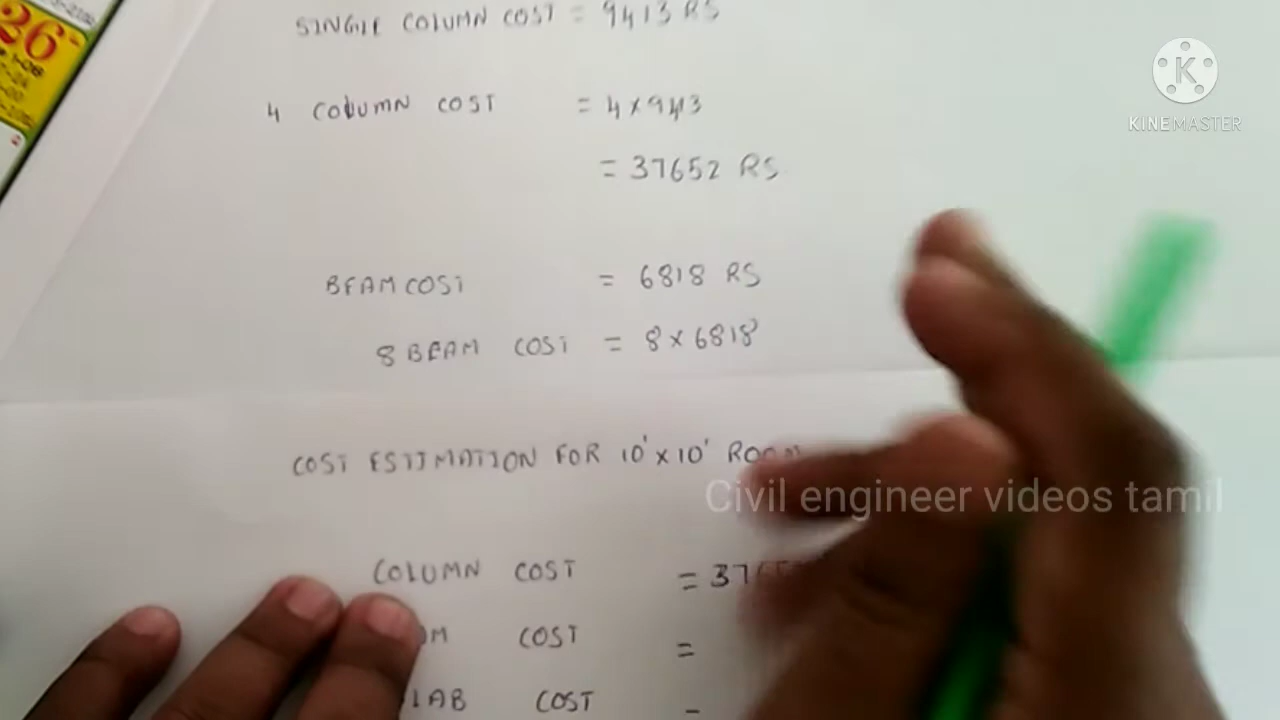 26
SINGLE COLUMN COST = 9413 RS
KINEMASTER
4 COLUMN COST = 4 x 9413
= 37652 RS
BEAM COST = 6818 RS
8 BEAM COST = 8 x 6818
COST ESTIMATION FOR 10' x 10' ROOM
Civil engineer videos tamil
COLUMN COST =
COST =
COST =